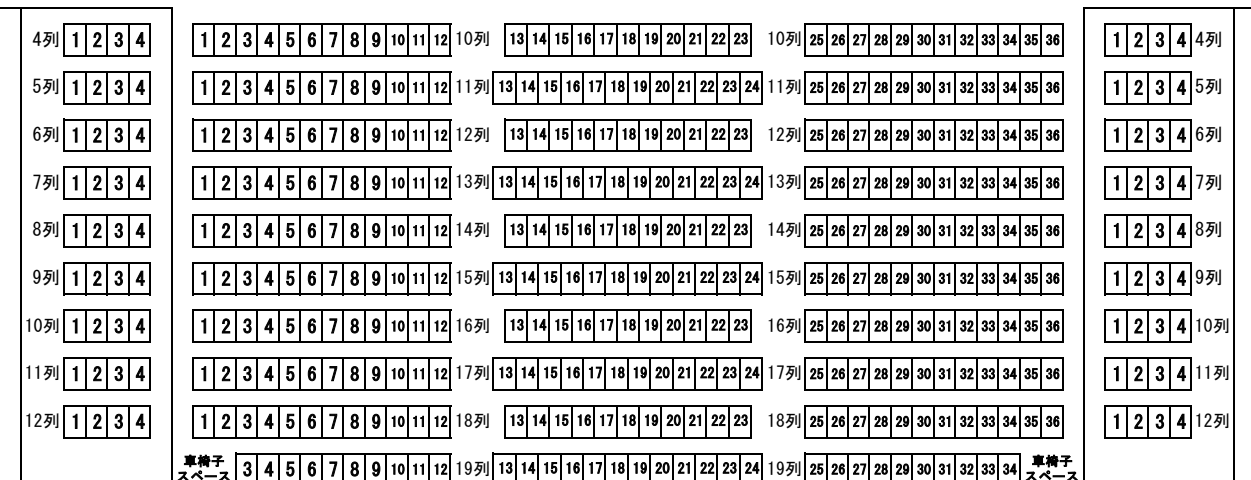 4列 1 2 3 4 1 2 3 4 5 6 7 8 9 10 11 12 10列 13 14 15 16 17 18 19 20 21 22 23 10列 25 26 27 28 29 30 31 32 33 34 35 36 1 2 3 4 4列
5列 1 2 3 4 1 2 3 4 5 6 7 8 9 10 11 12 11列 13 14 15 16 17 18 19 20 21 22 23 24 11列 25 26 27 28 29 30 31 32 33 34 35 36 1 2 3 4 5列
6列 1 2 3 4 1 2 3 4 5 6 7 8 9 10 11 12 12列 13 14 15 16 17 18 19 20 21 22 23 12列 25 26 27 28 29 30 31 32 33 34 35 36 1 2 3 4 6列
7列 1 2 3 4 1 2 3 4 5 6 7 8 9 10 11 12 13列 13 14 15 16 17 18 19 20 21 22 23 24 13列 25 26 27 28 29 30 31 32 33 34 35 36 1 2 3 4 7列
8列 1 2 3 4 1 2 3 4 5 6 7 8 9 10 11 12 14列 13 14 15 16 17 18 19 20 21 22 23 14列 25 26 27 28 29 30 31 32 33 34 35 36 1 2 3 4 8列
9列 1 2 3 4 1 2 3 4 5 6 7 8 9 10 11 12 15列 13 14 15 16 17 18 19 20 21 22 23 24 15列 25 26 27 28 29 30 31 32 33 34 35 36 1 2 3 4 9列
10列 1 2 3 4 1 2 3 4 5 6 7 8 9 10 11 12 16列 13 14 15 16 17 18 19 20 21 22 23 16列 25 26 27 28 29 30 31 32 33 34 35 36 1 2 3 4 10列
11列 1 2 3 4 1 2 3 4 5 6 7 8 9 10 11 12 17列 13 14 15 16 17 18 19 20 21 22 23 24 17列 25 26 27 28 29 30 31 32 33 34 35 36 1 2 3 4 11列
12列 1 2 3 4 1 2 3 4 5 6 7 8 9 10 11 12 18列 13 14 15 16 17 18 19 20 21 22 23 18列 25 26 27 28 29 30 31 32 33 34 35 36 1 2 3 4 12列
車椅子
スペース 3 4 5 6 7 8 9 10 11 12 19列 13 14 15 16 17 18 19 20 21 22 23 24 19列 25 26 27 28 29 30 31 32 33 34 車椅子
スペース